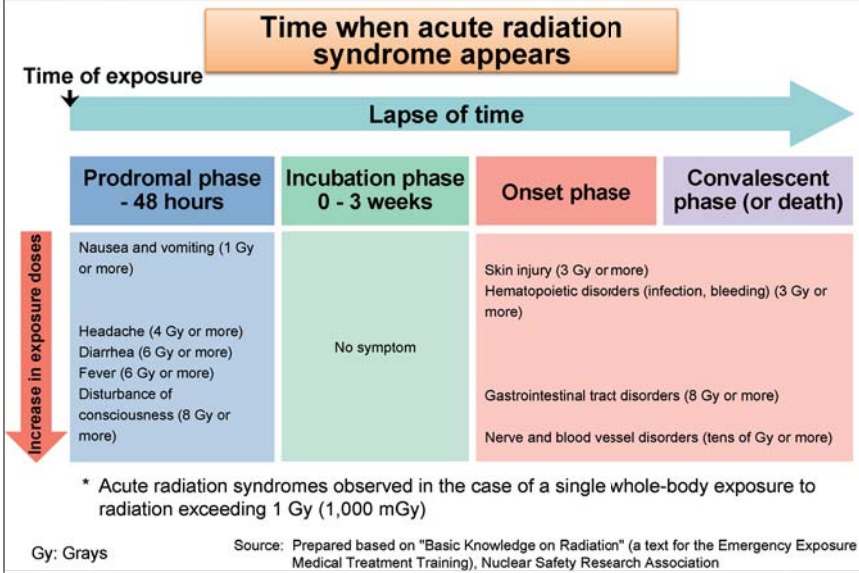 Time when acute radiation
syndrome appears
Time of exposure
Lapse of time
Prodromal phase
- 48 hours
Incubation phase
0 - 3 weeks
Onset phase
Convalescent
phase (or death)
Increase in exposure doses
Nausea and vomiting (1 Gy
or more)
Headache (4 Gy or more)
Diarrhea (6 Gy or more)
Fever (6 Gy or more)
Disturbance of
consciousness (8 Gy or
more)
No symptom
Skin injury (3 Gy or more)
Hematopoietic disorders (infection, bleeding) (3 Gy or
more)
Gastrointestinal tract disorders (8 Gy or more)
Nerve and blood vessel disorders (tens of Gy or more)
* Acute radiation syndromes observed in the case of a single whole-body exposure to
radiation exceeding 1 Gy (1,000 mGy)
Gy: Grays
Source: Prepared based on "Basic Knowledge on Radiation" (a text for the Emergency Exposure
Medical Treatment Training), Nuclear Safety Research Association